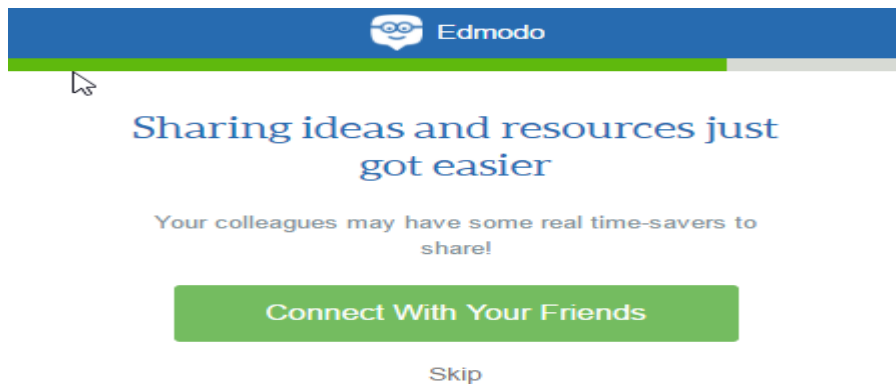 Edmodo
Sharing ideas and resources just
got easier
Your colleagues may have some real time-savers to
share!
Connect With Your Friends
Skip